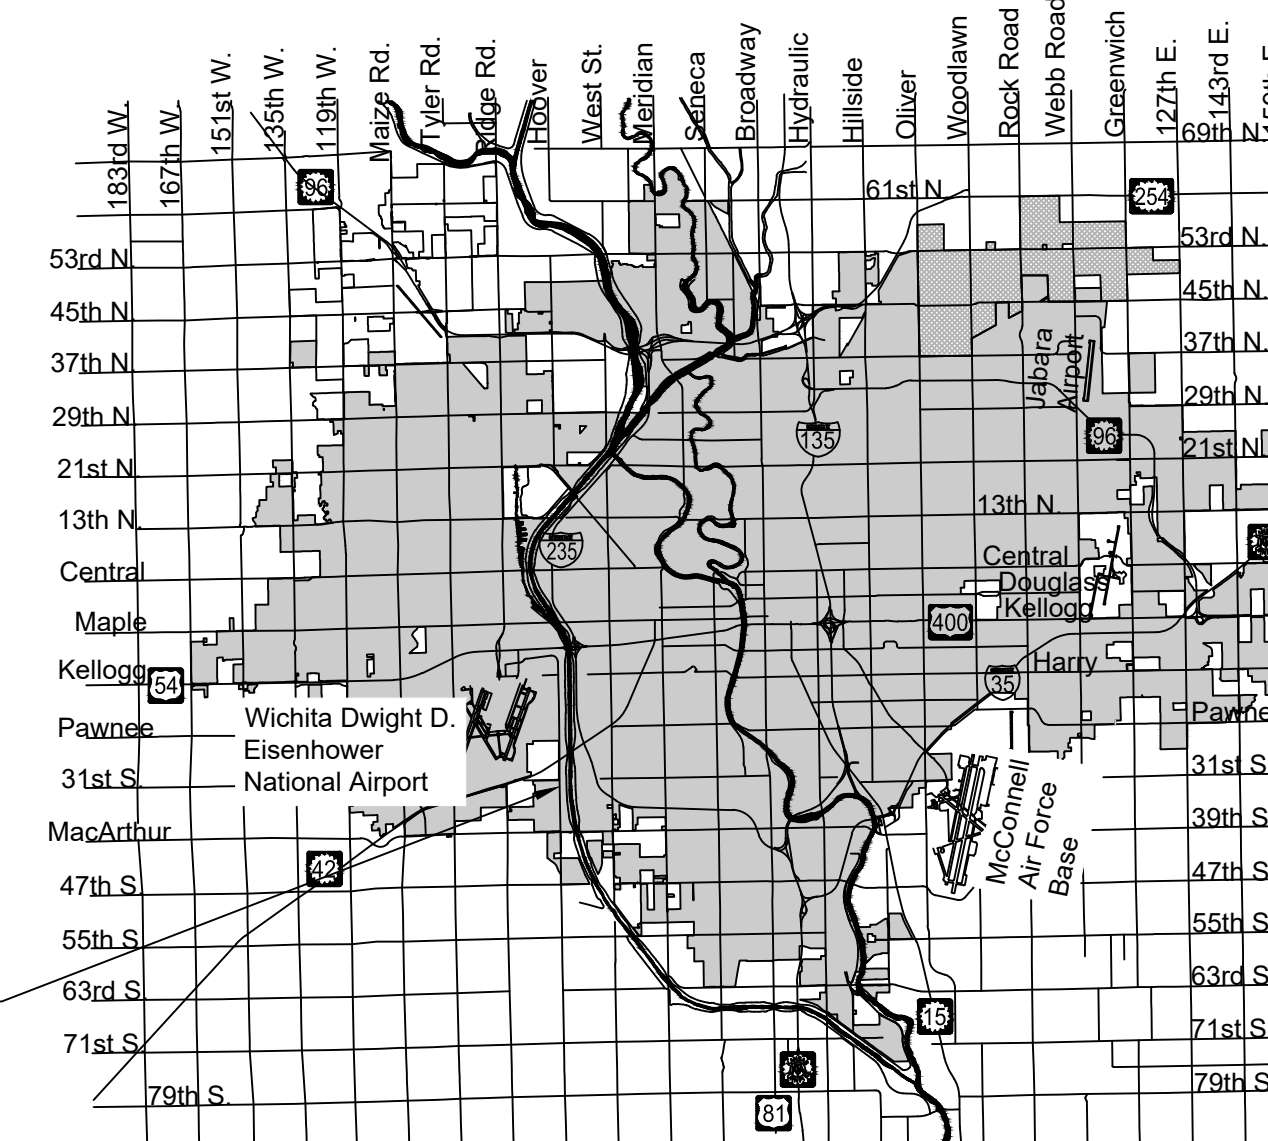 183rd W.
167th W.
151st W.
135th W.
119th W.
Maize Rd.
Tyler Rd.
Ridge Rd.
Hoover
West St.
Meridian
Seneca
Broadway
Hydraulic
Hillside
Oliver
Woodlawn
Rock Road
Webb Road
Greenwich
127th E.
143rd E.
69th N.
96
61st N.
254
53rd N.
53rd N.
45th N.
45th N.
37th N.
37th N.
Jabara
Airport
29th N.
29th N.
96
135
21st N.
21st N.
13th N.
13th N.
235
Central
Central
Douglass
Kellogg
Maple
400
Kellogg
54
Harry
35
Wichita Dwight D.
Eisenhower
National Airport
Pawnee
Pawne
31st S.
31st S.
McConnell
Air Force
Base
MacArthur
39th S.
42
47th S.
47th S.
55th S.
55th S.
63rd S.
63rd S.
15
71st S.
71st S.
79th S.
79th S.
81